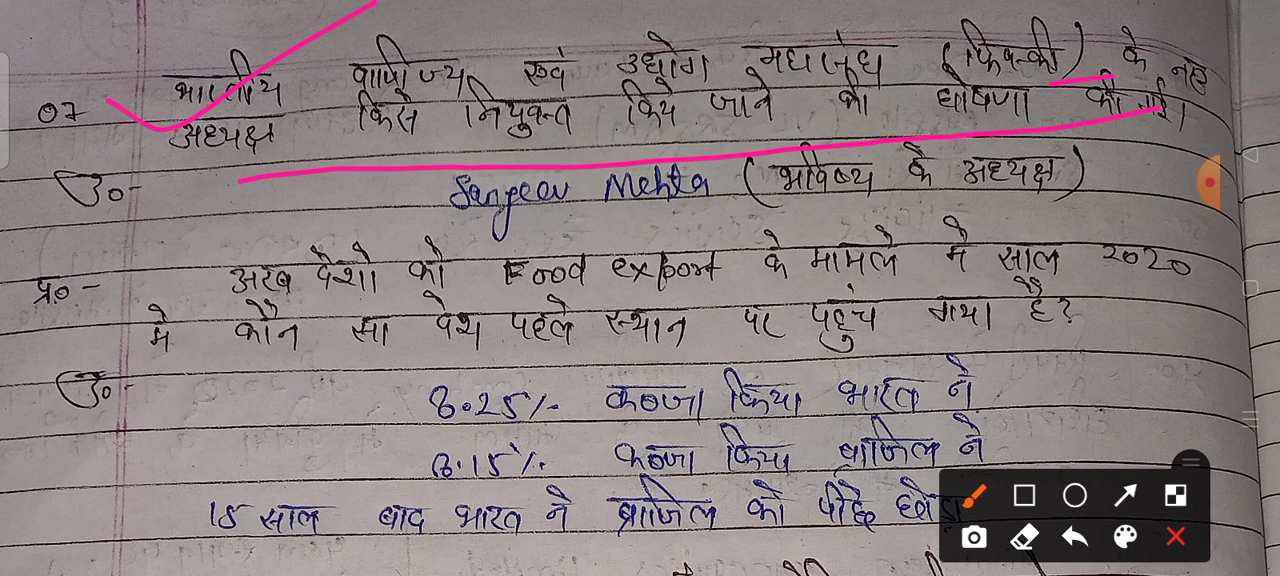 भारतीय वाणिज्य एवं उद्योग महासंघ (फिक्की) के नए
07 अध्यक्ष किसे नियुक्त किये जाने की घोषणा की गई।
उ०- Sanjeev Mehta (भविष्य के अध्यक्ष)
प्र०- अरब देशो को Food export के मामले मे साल 2020
मे कौन सा देश पहले स्थान पर पहुंच गया है?
उ०- 8.25% कब्जा किया भारत ने
8.15% कब्जा किया ब्राजिल ने
15 साल बाद भारत ने ब्राजिल को पीछे छोड़ा